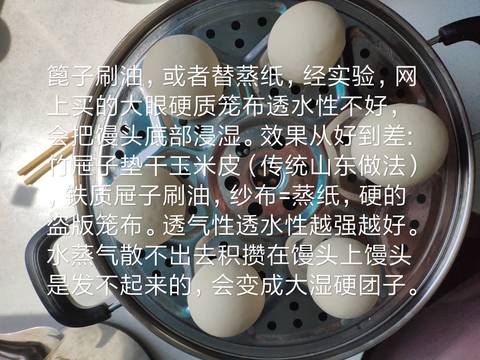 篦子刷油，或者替蒸纸，经实验，网
上买的大眼硬质笼布透水性不好，
会把馒头底部浸湿。效果从好到差：
竹屉子垫干玉米皮（传统山东做法）
，铁质屉子刷油，纱布=蒸纸，硬的
盗版笼布。透气性透水性越强越好。
水蒸气散不出去积攒在馒头上馒头
是发不起来的，会变成大湿硬团子。